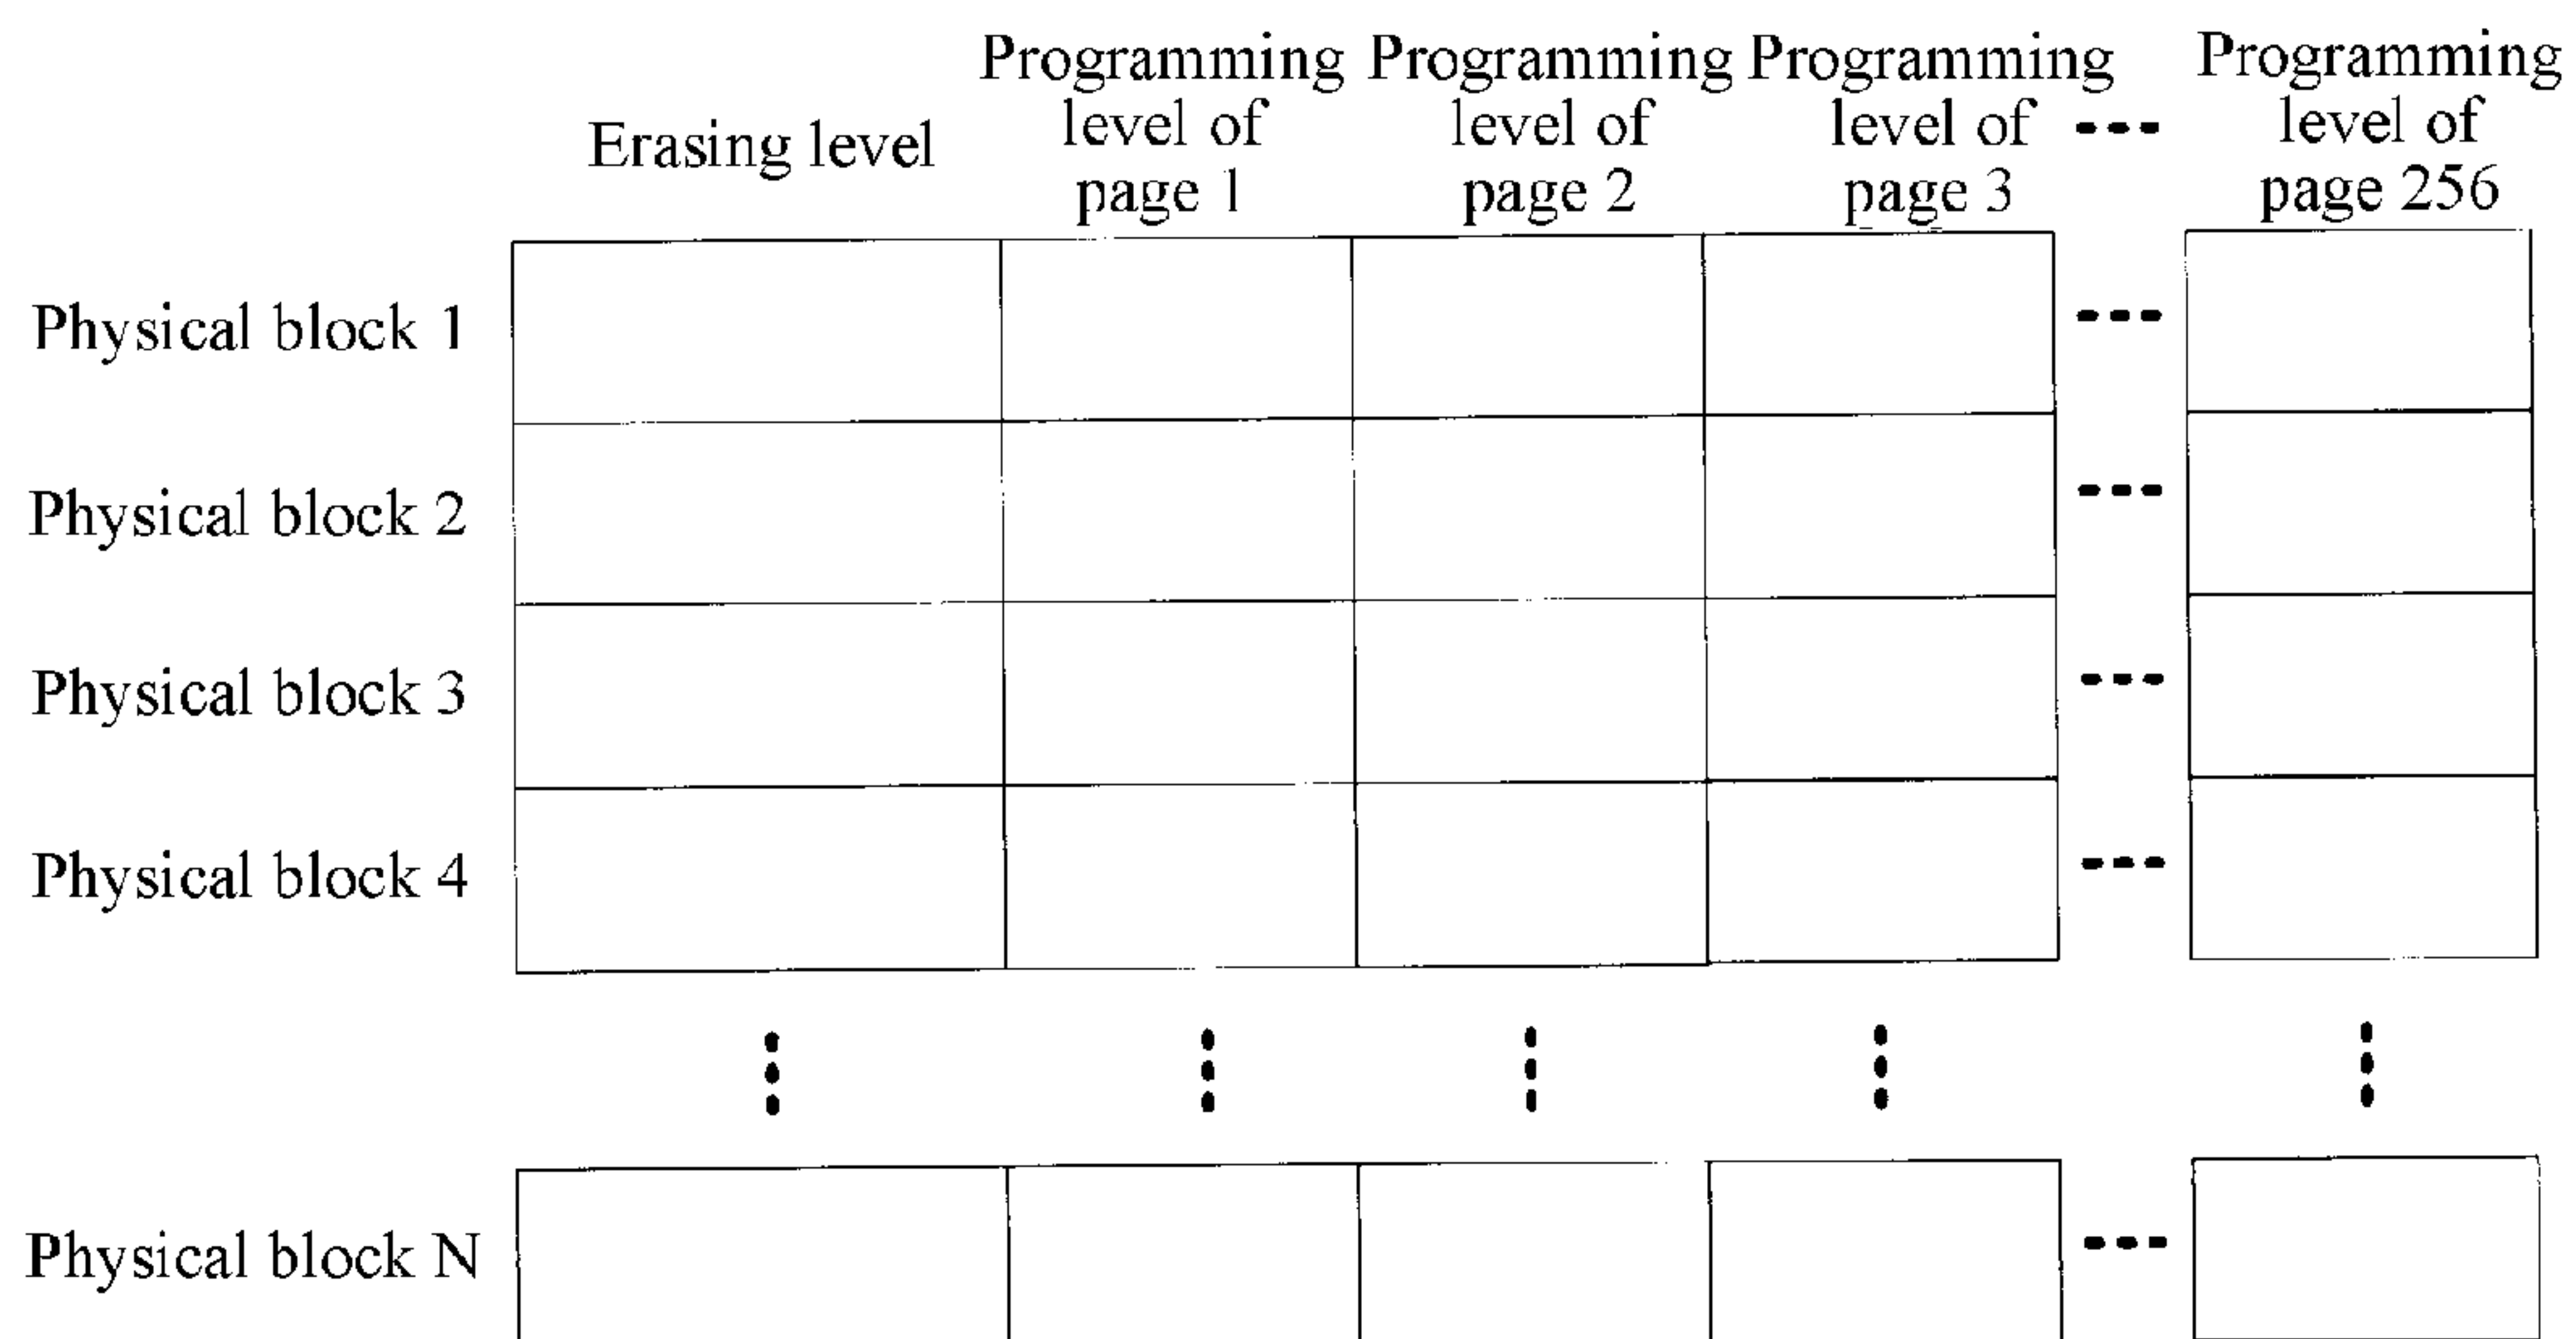 Programming Programming Programming Programming
Erasing level level of level of level of --- level of
page 1 page 2 page 3 page 256
Physical block 1
Physical block 2
Physical block 3
Physical block 4
Physical block N